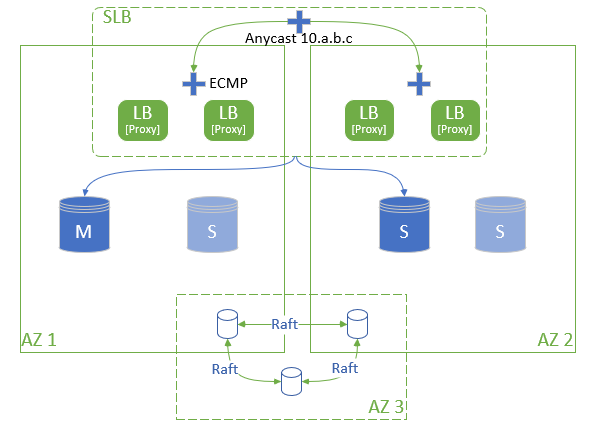 SLB
Anycast 10.a.b.c
ECMP
LB
[Proxy]
LB
[Proxy]
LB
[Proxy]
LB
[Proxy]
M
S
S
S
Raft
Raft
Raft
AZ 1
AZ 2
AZ 3